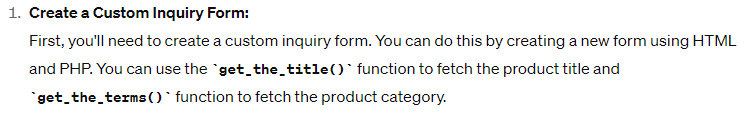 1. Create a Custom Inquiry Form:
First, you'll need to create a custom inquiry form. You can do this by creating a new form using HTML
and PHP. You can use the `get_the_title()` function to fetch the product title and
`get_the_terms()` function to fetch the product category.